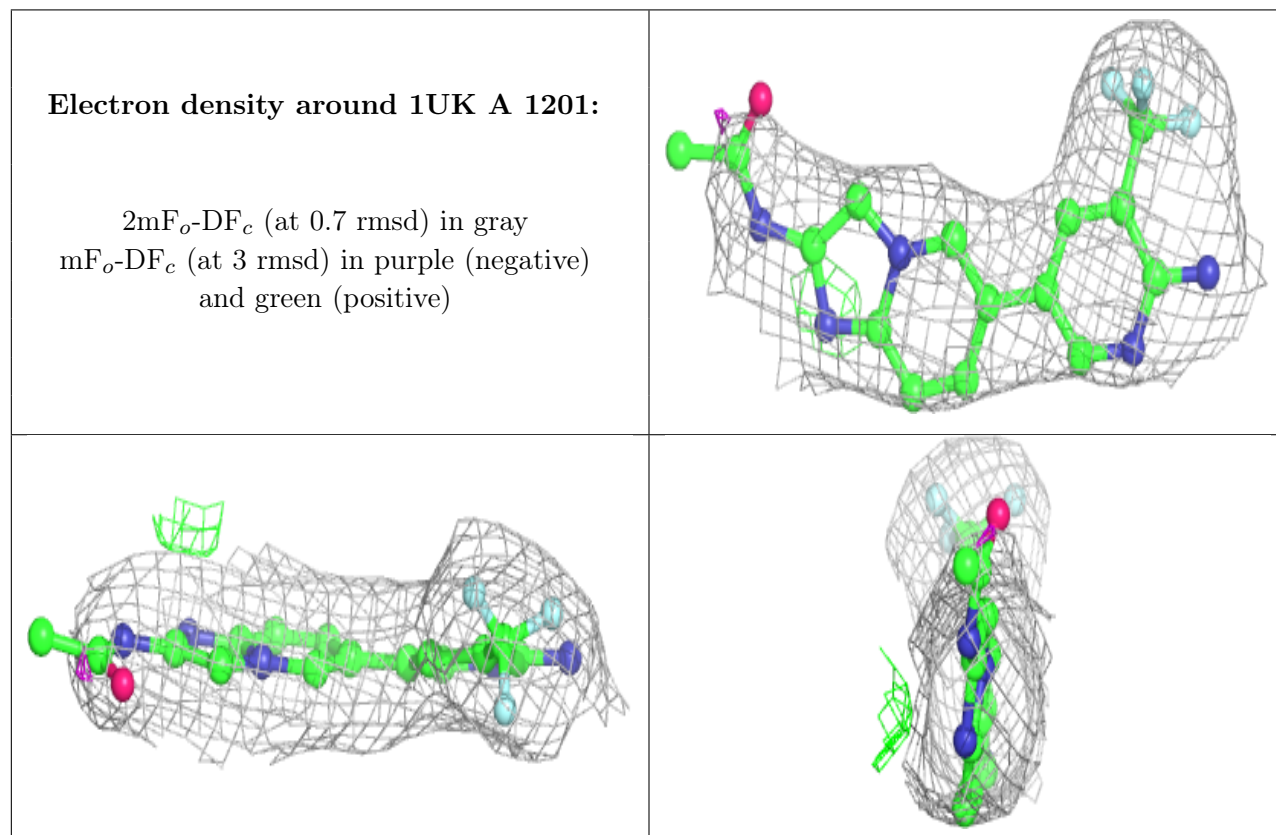 Electron density around 1UK A 1201:
2mFo-DFc (at 0.7 rmsd) in gray
mFo-DFc (at 3 rmsd) in purple (negative)
and green (positive)